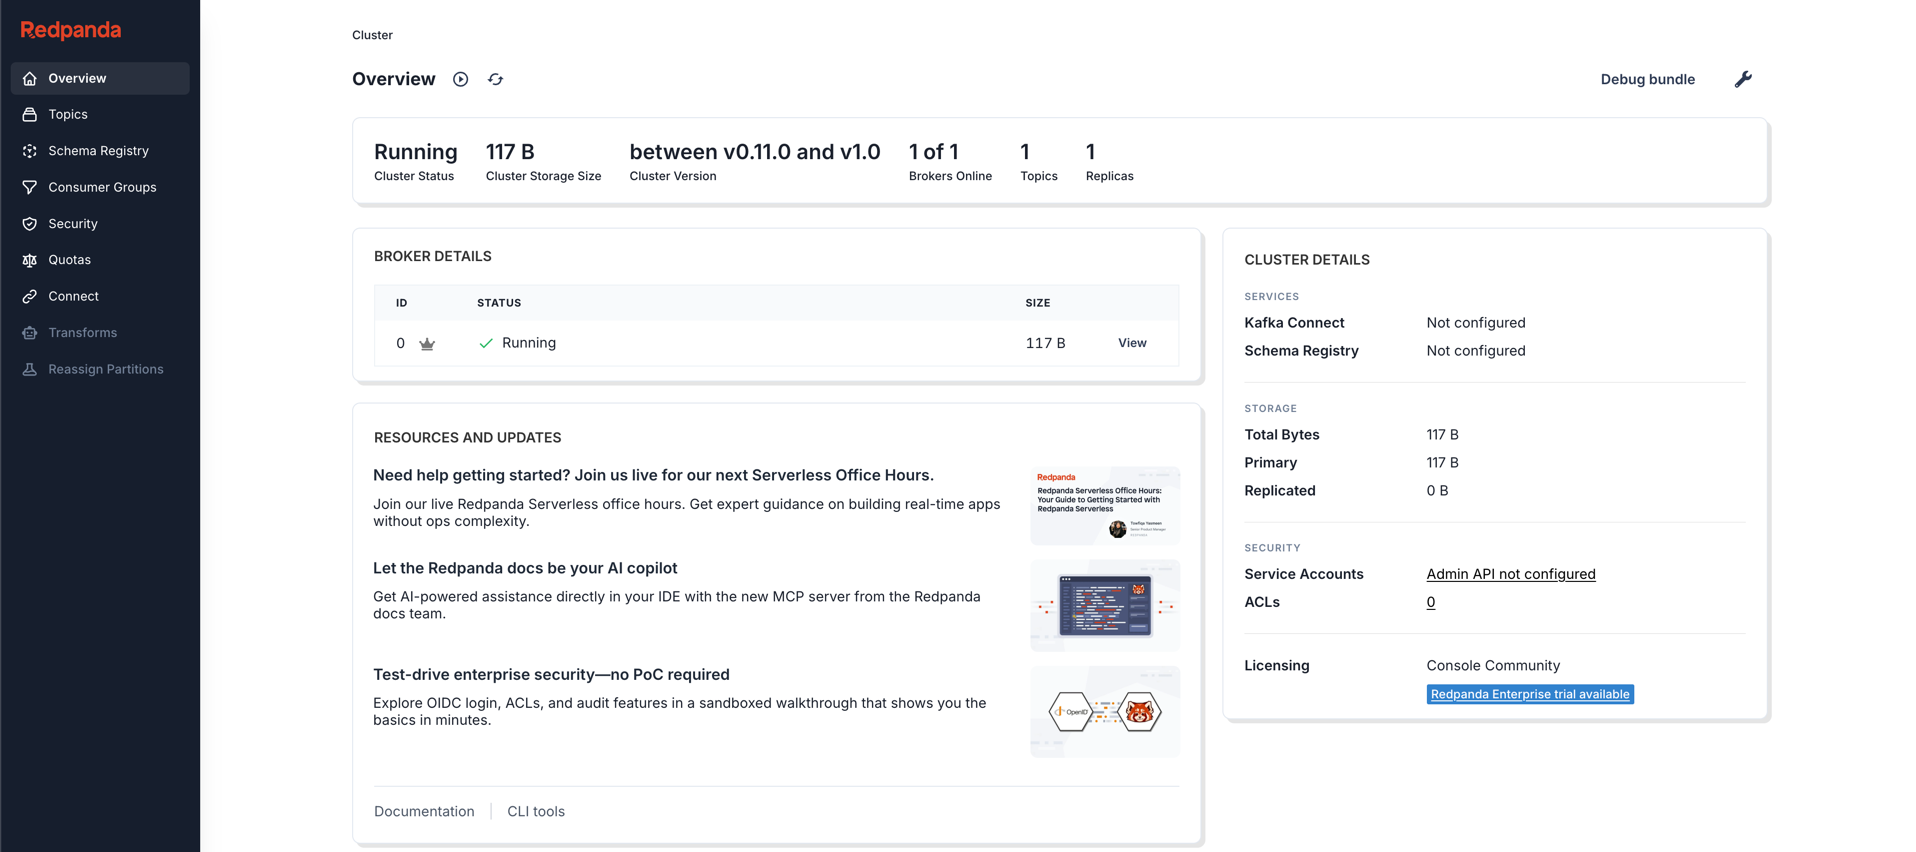 Redpanda
Overview
Topics
Schema Registry
Consumer Groups
Security
Quotas
Connect
Transforms
Reassign Partitions
Cluster
Overview
Debug bundle
Running
Cluster Status
117 B
Cluster Storage Size
between v0.11.0 and v1.0
Cluster Version
1 of 1
Brokers Online
1
Topics
1
Replicas
BROKER DETAILS
ID STATUS SIZE
0 Running 117 B View
RESOURCES AND UPDATES
Need help getting started? Join us live for our next Serverless Office Hours.
Join our live Redpanda Serverless office hours. Get expert guidance on building real-time apps
without ops complexity.
Redpanda
Redpanda Serverless Office Hours:
Your Guide to Getting Started with
Redpanda Serverless
Let the Redpanda docs be your AI copilot
Get AI-powered assistance directly in your IDE with the new MCP server from the Redpanda
docs team.
Test-drive enterprise security—no PoC required
Explore OIDC login, ACLs, and audit features in a sandboxed walkthrough that shows you the
basics in minutes.
OpenID
Documentation
CLI tools
CLUSTER DETAILS
SERVICES
Kafka Connect Not configured
Schema Registry Not configured
STORAGE
Total Bytes 117 B
Primary 117 B
Replicated 0 B
SECURITY
Service Accounts Admin API not configured
ACLs 0
Licensing Console Community
Redpanda Enterprise trial available